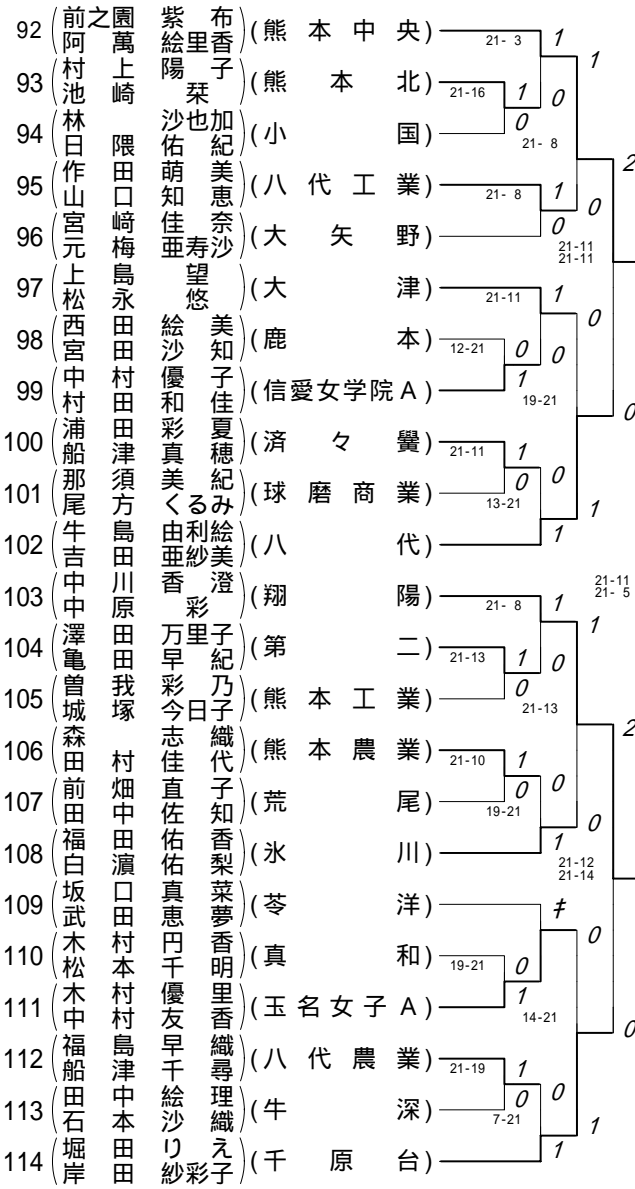 92 前之園 紫布 阿萬 絵里香 (熊本中央)
21- 3 1 1
93 村上 陽子 池崎 栞 (熊本北)
21-16 1 0
94 林 沙也加 日隈 佑紀 (小国)
0 21- 8 2
95 作田 萌美 山口 知恵 (八代工業)
21- 8 1 0
96 宮﨑 佳奈 元梅 亜寿沙 (大矢野)
0 21-11 21-11
97 上島 望 松永 悠 (大津)
21-11 1 0
98 西田 絵美 宮田 沙知 (鹿本)
12-21 0 0
99 中村 優子 村田 和佳 (信愛女学院A)
1 19-21 0
100 浦田 彩夏 船津 真穂 (済々黌)
21-11 1 0
101 那須 美紀 尾方 くるみ (球磨商業)
0 13-21 1
102 牛島 由利絵 吉田 亜紗美 (八代)
1 21-11 21- 5
103 中川 香澄 中原 彩 (翔陽)
21- 8 1 1
104 澤田 万里子 亀田 早紀 (第二)
21-13 1 0
105 曽我 彩乃 城塚 今日子 (熊本工業)
0 21-13 2
106 森 志織 田村 佳代 (熊本農業)
21-10 1 0
107 前畑 直子 田中 佐知 (荒尾)
0 19-21 0
108 福田 佑香 白濵 佑梨 (氷川)
1 21-12 21-14
109 坂口 真菜 武田 恵夢 (苓洋)
キ 0
110 木村 円香 松本 千明 (真和)
19-21 0
111 木村 優里 中村 友香 (玉名女子A)
1 14-21 0
112 福島 早織 船津 千尋 (八代農業)
21-19 1 0
113 田中 絵理 石本 沙織 (牛深)
0 7-21 1
114 堀田 りえ 岸田 紗彩子 (千原台)
1